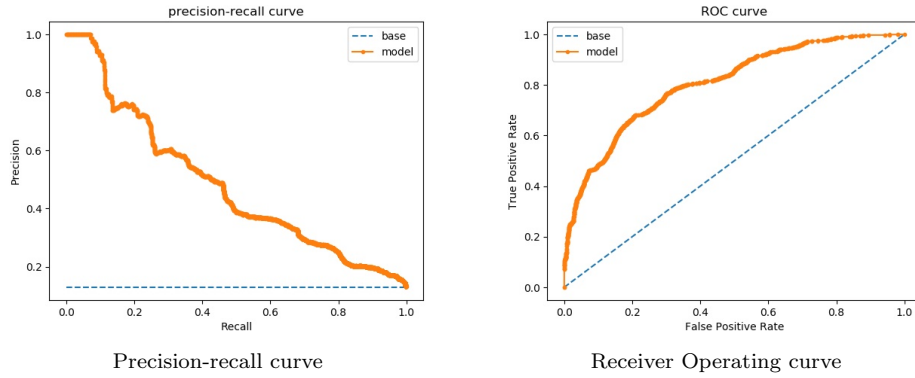 precision-recall curve
1.0
0.8
0.6
0.4
0.2
Precision
base
model
0.0 0.2 0.4 0.6 0.8 1.0
Recall
Precision-recall curve
ROC curve
1.0
0.8
0.6
0.4
0.2
0.0
True Positive Rate
base
model
0.0 0.2 0.4 0.6 0.8 1.0
False Positive Rate
Receiver Operating curve